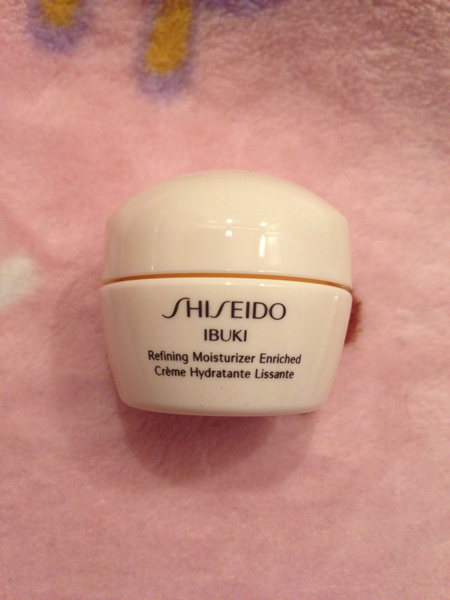 SHISEIDO
IBUKI
Refining Moisturizer Enriched
Crème Hydratante Lissante